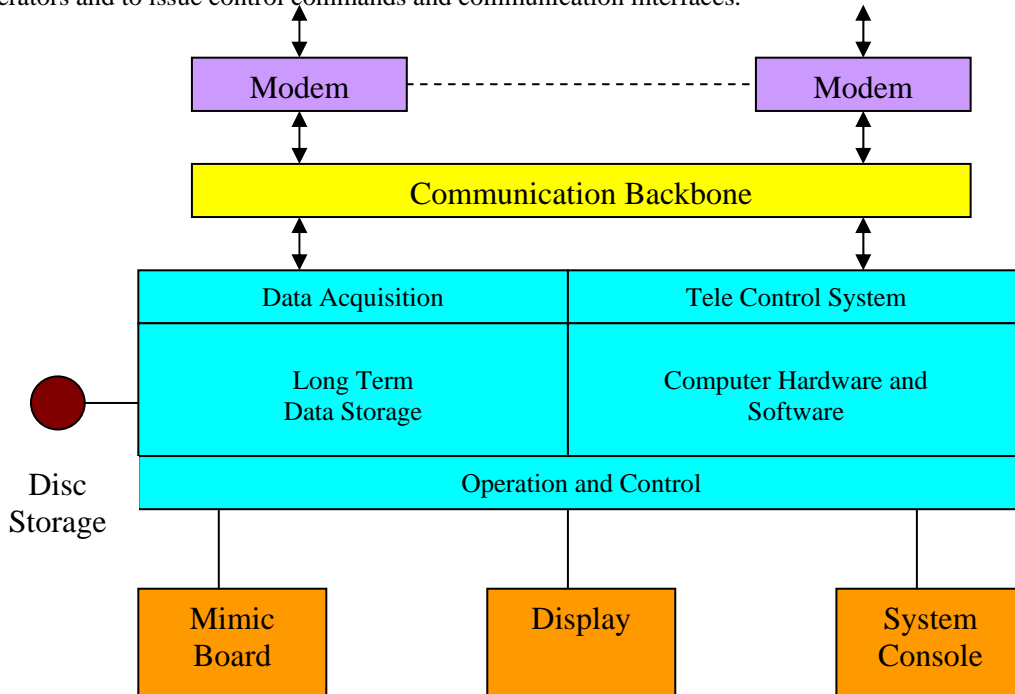 and to issue control commands and communication interfaces.
Modem
Modem
Communication Backbone
Data Acquisition
Tele Control System
Long Term
Data Storage
Computer Hardware and
Software
Disc
Storage
Operation and Control
Mimic
Board
Display
System
Console